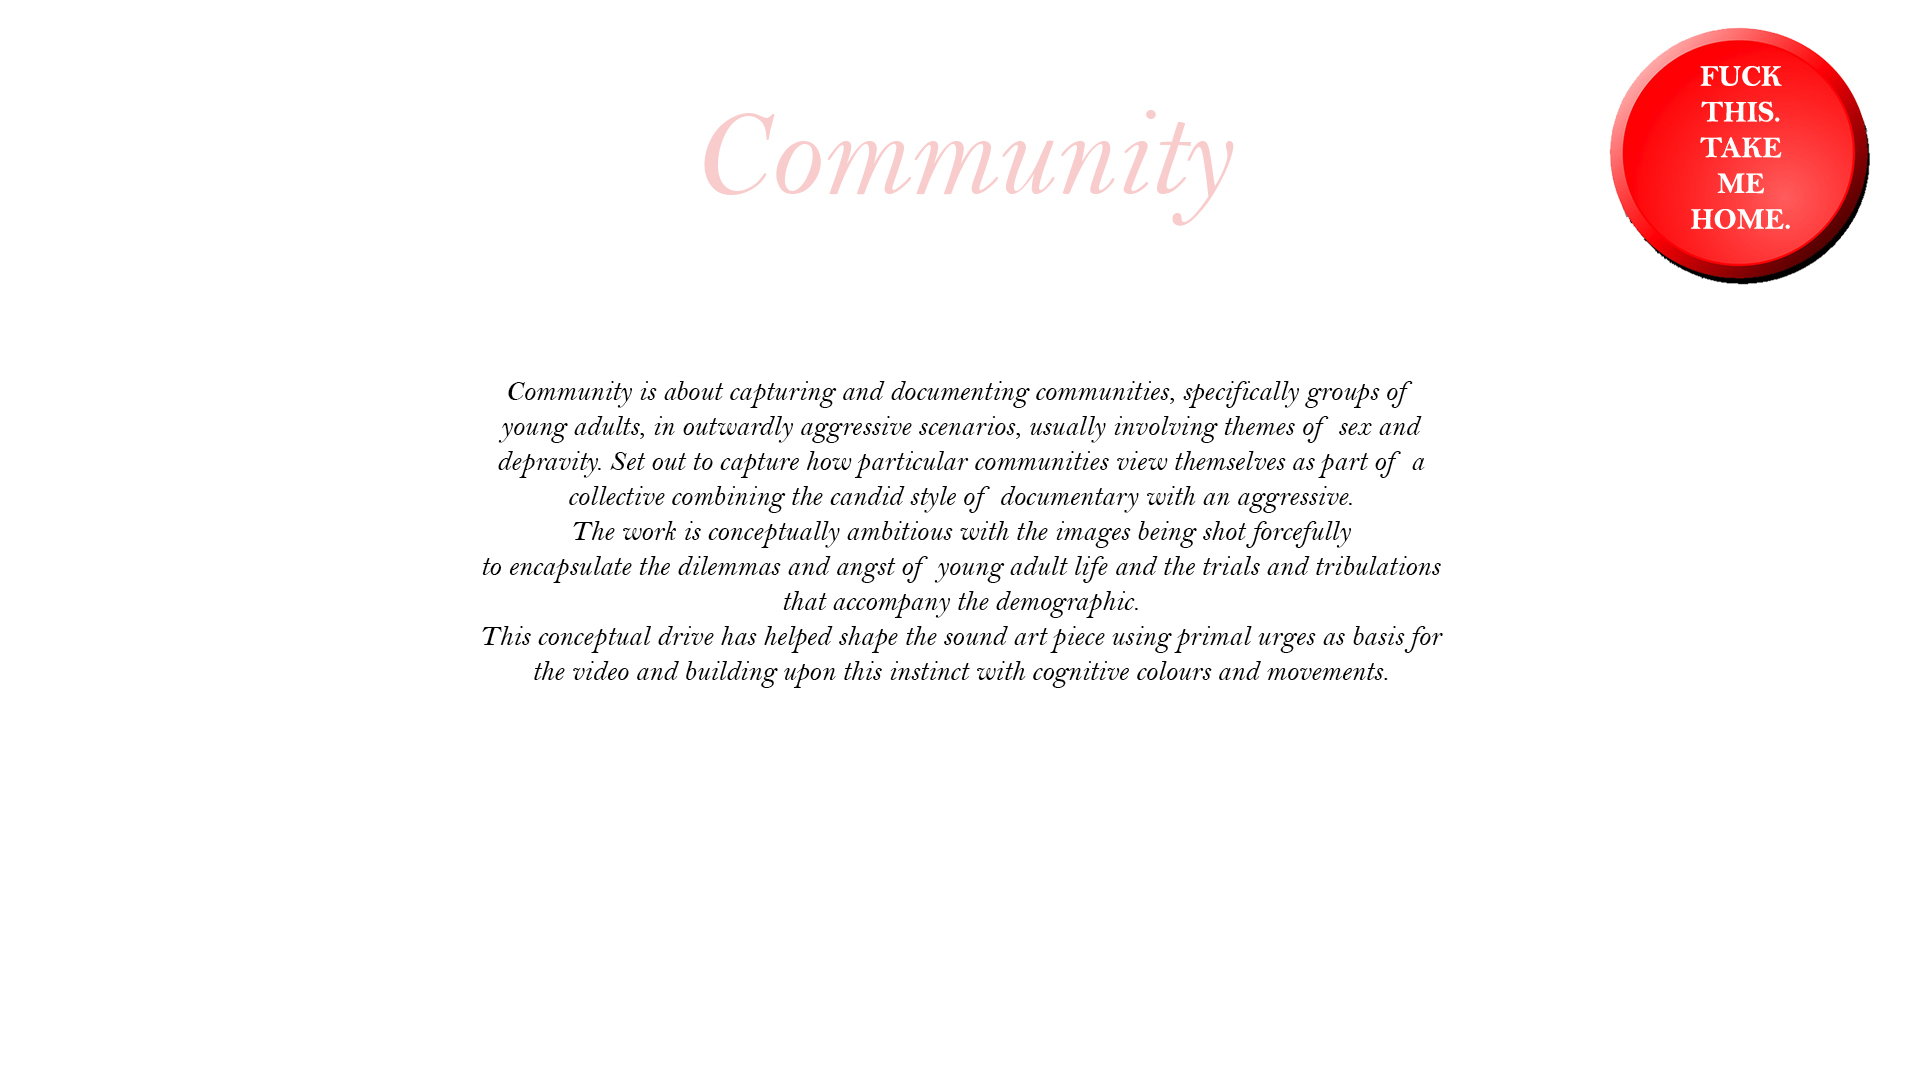 Community
FUCK
THIS.
TAKE
ME
HOME.
Community is about capturing and documenting communities, specifically groups of
young adults, in outwardly aggressive scenarios, usually involving themes of sex and
depravity. Set out to capture how particular communities view themselves as part of a
collective combining the candid style of documentary with an aggressive.
The work is conceptually ambitious with the images being shot forcefully
to encapsulate the dilemmas and angst of young adult life and the trials and tribulations
that accompany the demographic.
This conceptual drive has helped shape the sound art piece using primal urges as basis for
the video and building upon this instinct with cognitive colours and movements.